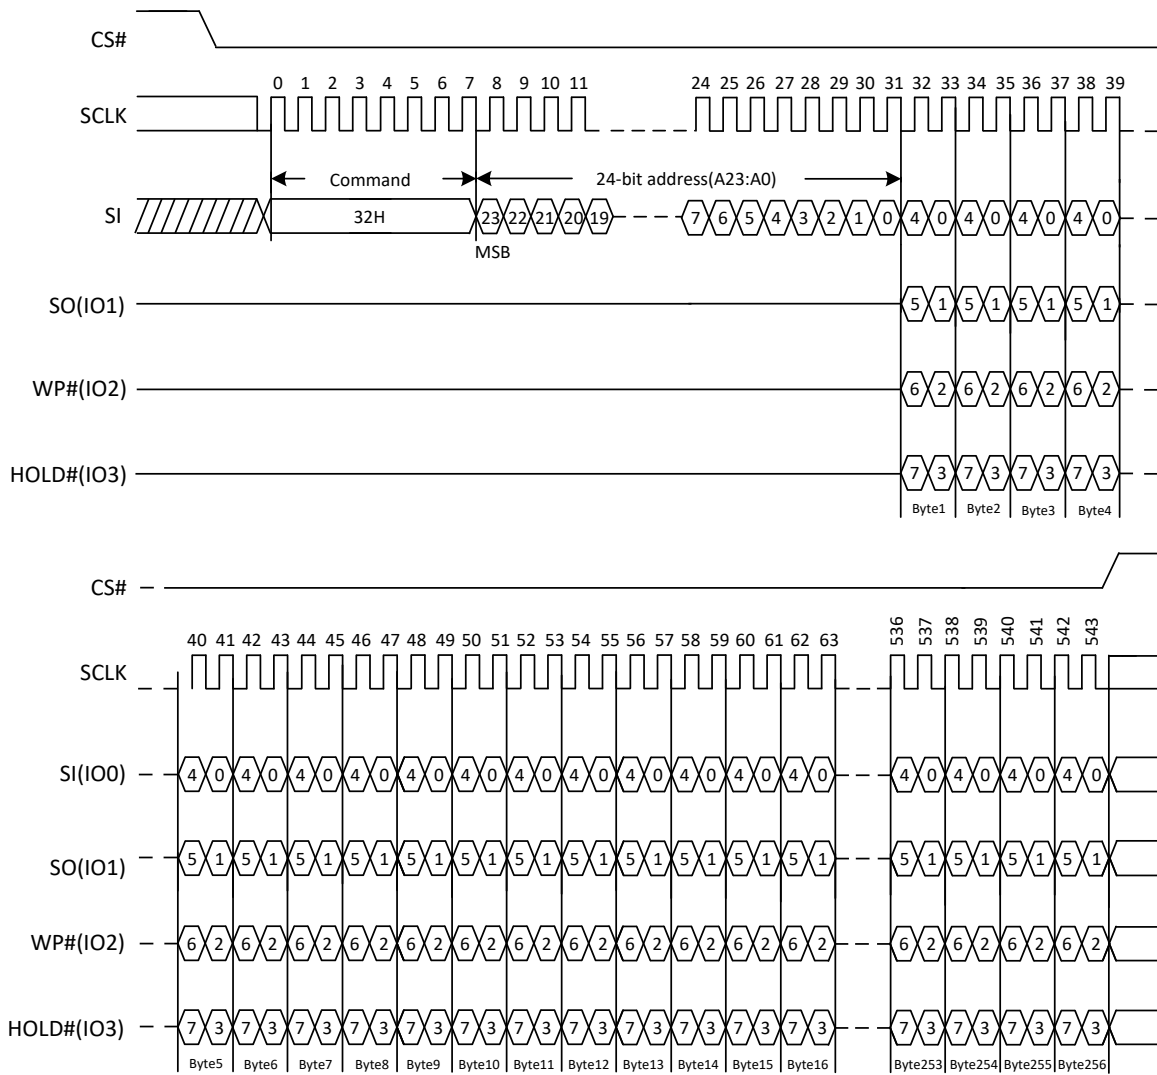 CS#
0 1 2 3 4 5 6 7 8 9 10 11 24 25 26 27 28 29 30 31 32 33 34 35 36 37 38 39
SCLK
Command 24-bit address(A23:A0)
SI 32H 23 22 21 20 19 7 6 5 4 3 2 1 0 4 0 4 0 4 0 4 0
MSB
SO(IO1) 5 1 5 1 5 1 5 1
WP#(IO2) 6 2 6 2 6 2 6 2
HOLD#(IO3) 7 3 7 3 7 3 7 3
Byte1 Byte2 Byte3 Byte4
CS#
40 41 42 43 44 45 46 47 48 49 50 51 52 53 54 55 56 57 58 59 60 61 62 63 536 537 538 539 540 541 542 543
SCLK
SI(IO0) 4 0 4 0 4 0 4 0 4 0 4 0 4 0 4 0 4 0 4 0 4 0 4 0 4 0 4 0 4 0 4 0
SO(IO1) 5 1 5 1 5 1 5 1 5 1 5 1 5 1 5 1 5 1 5 1 5 1 5 1 5 1 5 1 5 1 5 1
WP#(IO2) 6 2 6 2 6 2 6 2 6 2 6 2 6 2 6 2 6 2 6 2 6 2 6 2 6 2 6 2 6 2 6 2
HOLD#(IO3) 7 3 7 3 7 3 7 3 7 3 7 3 7 3 7 3 7 3 7 3 7 3 7 3 7 3 7 3 7 3 7 3
Byte5 Byte6 Byte7 Byte8 Byte9 Byte10 Byte11 Byte12 Byte13 Byte14 Byte15 Byte16 Byte253 Byte254 Byte255 Byte256